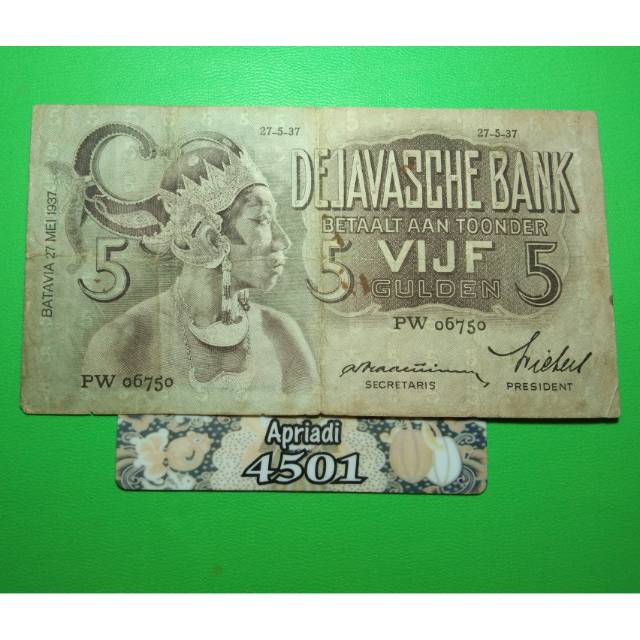 27-5-37
27-5-37
DE JAVASCHE BANK
BETAALT AAN TOONDER
5
5
VIJF
5
GULDEN
BATAVIA 27 MEI 1937
PW 06750
PW 06750
SECRETARIS
PRESIDENT
Apriadi
4501